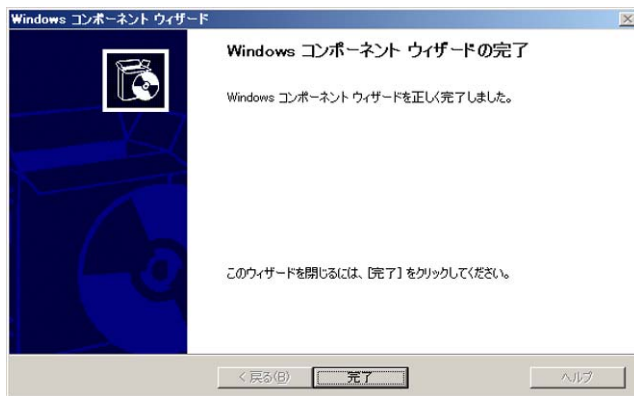 Windows コンポーネント ウィザード
Windows コンポーネント ウィザードの完了
Windows コンポーネント ウィザードを正しく完了しました。
このウィザードを閉じるには、[完了] をクリックしてください。
< 戻る(B)
完了
ヘルプ